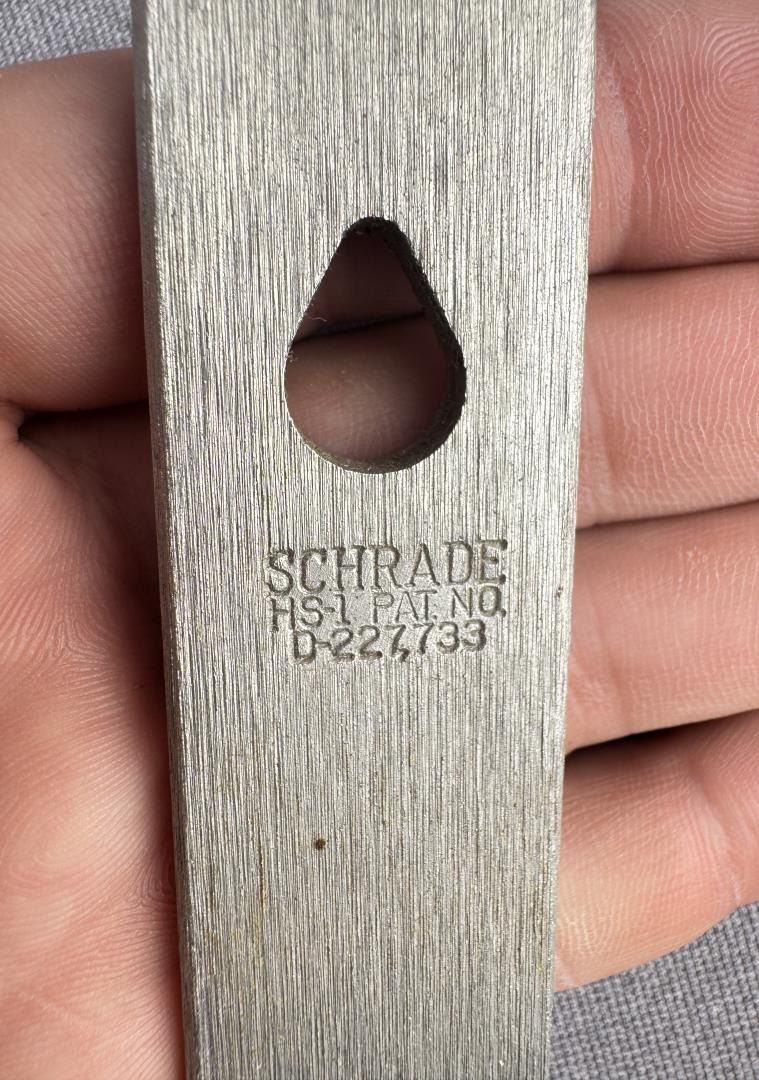 SCHRADE
HS-1 PAT. NO.
D-227,733